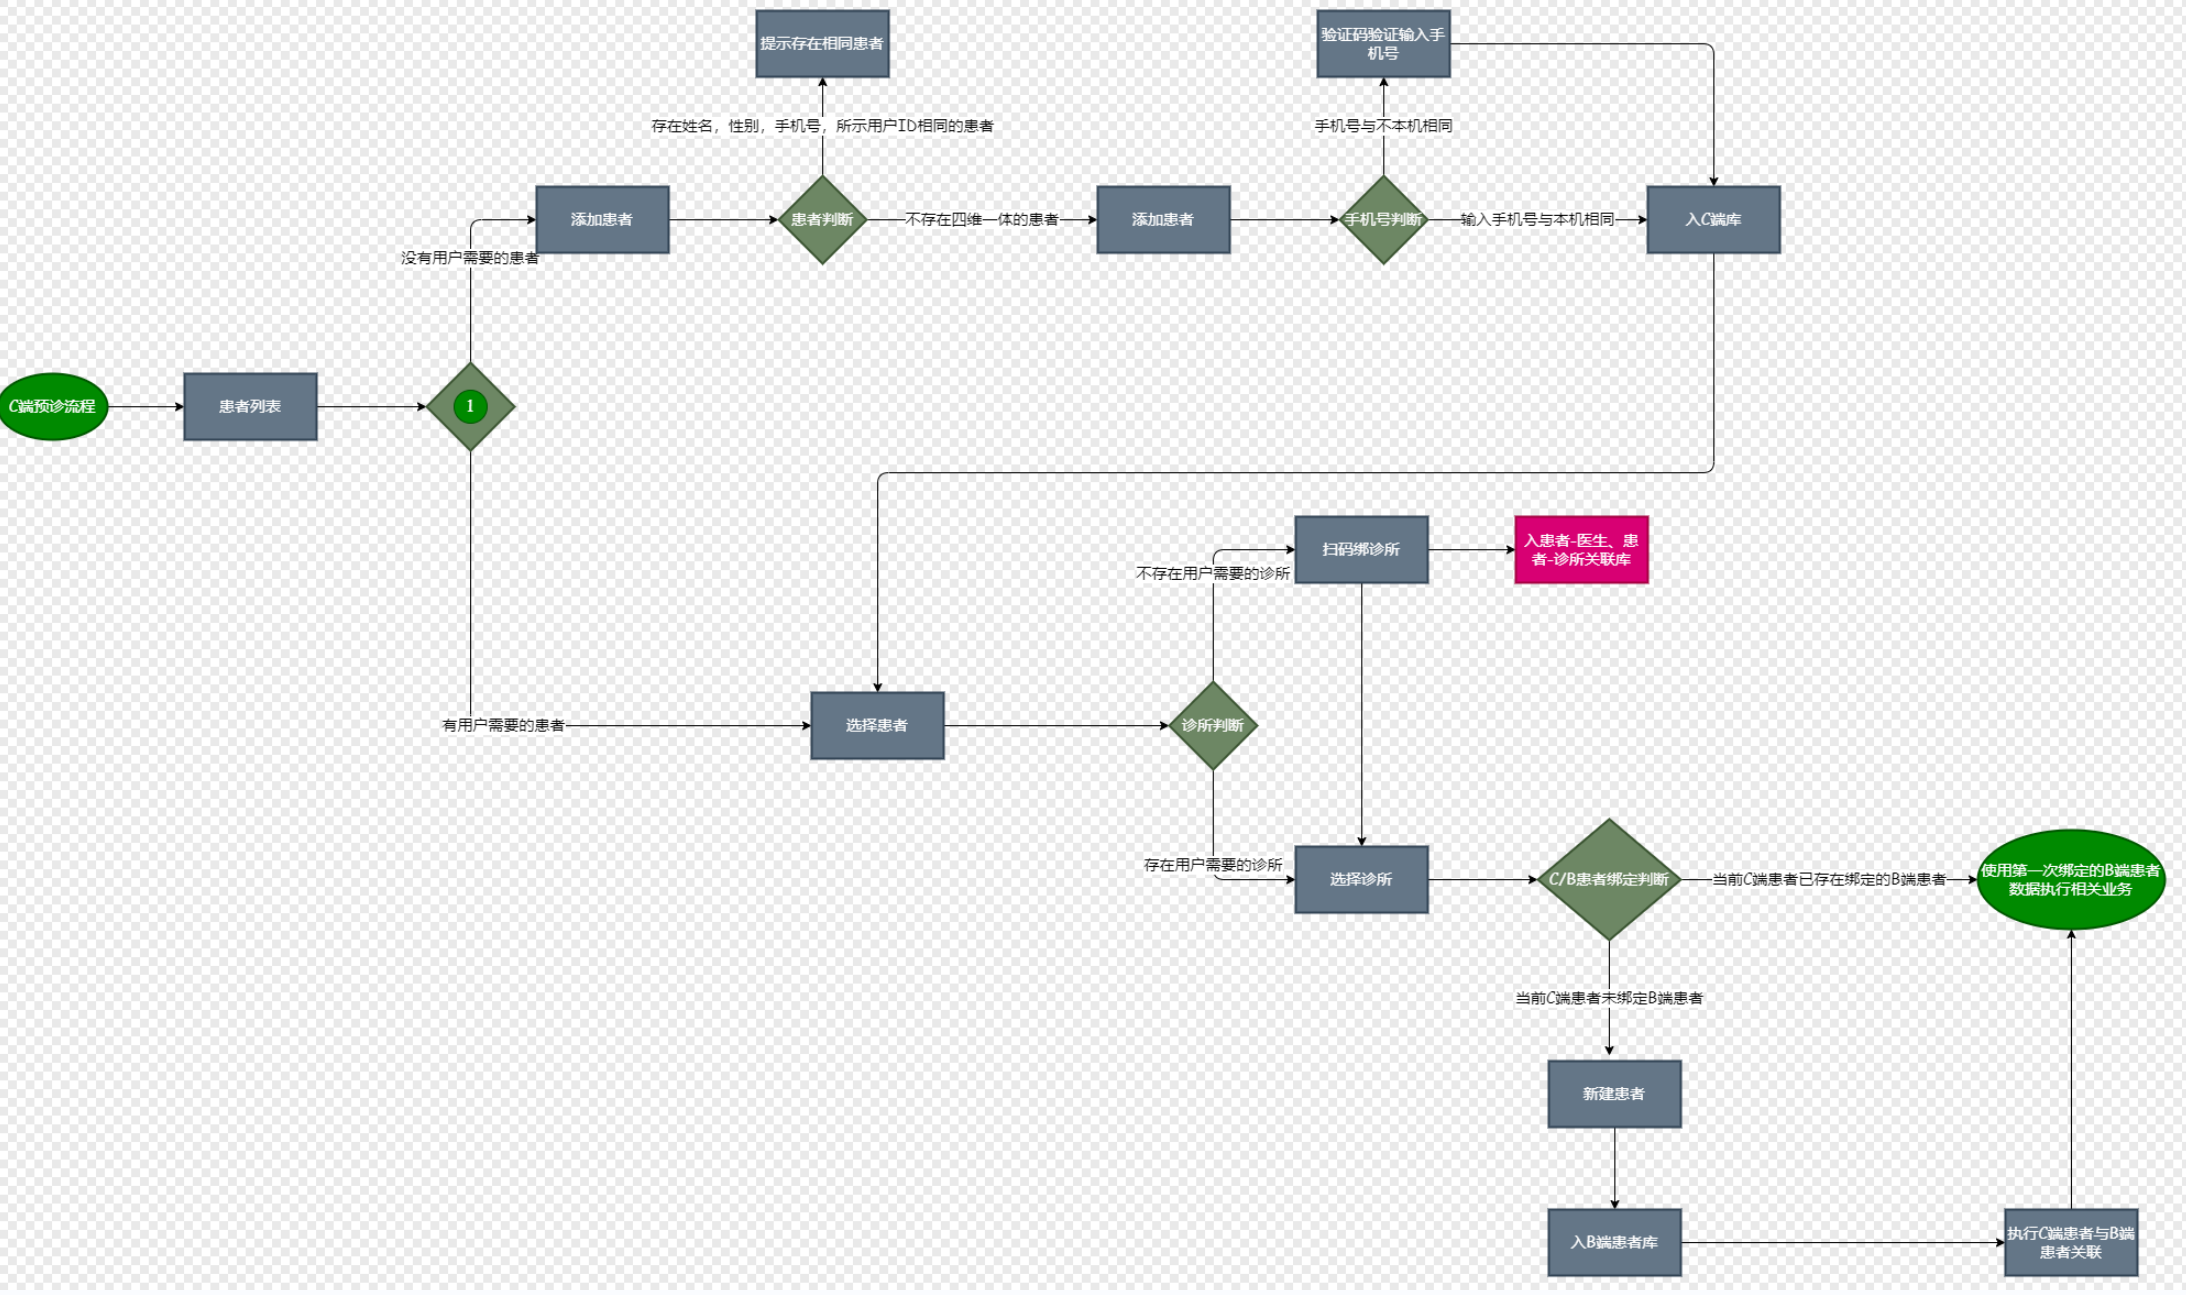 提示存在相同患者
验证码验证输入手
机号
存在姓名，性别，手机号，所示用户ID相同的患者
手机号与不本机相同
添加患者
患者判断
不存在四维一体的患者
添加患者
手机号判断
输入手机号与本机相同
入C端库
没有用户需要的患者
C端预诊流程
患者列表
1
扫码绑诊所
入患者-医生、患
者-诊所关联库
不存在用户需要的诊所
有用户需要的患者
选择患者
诊所判断
存在用户需要的诊所
选择诊所
C/B患者绑定判断
当前C端患者已存在绑定的B端患者
使用第一次绑定的B端患者
数据执行相关业务
当前C端患者未绑定B端患者
新建患者
入B端患者库
执行C端患者与B端
患者关联